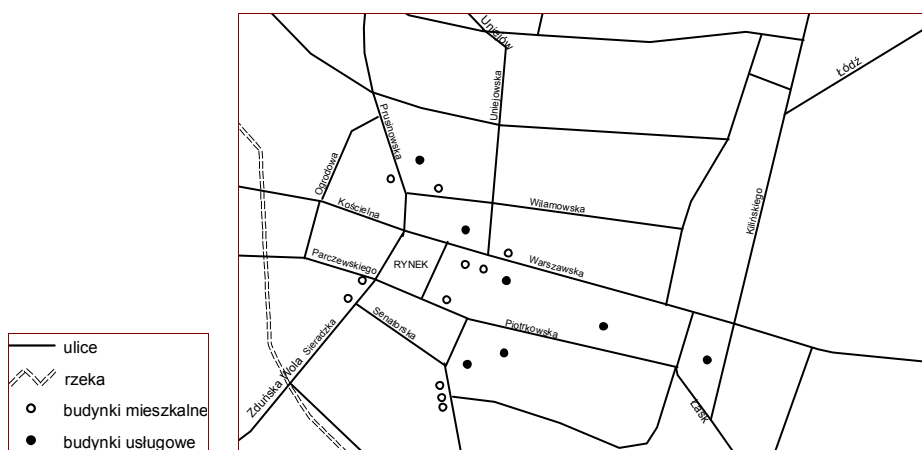 Uniejów
Łódź
Uniejowska
Prusinowska
Ogrodowa
Kościelna
Wilamowska
Kilińskiego
Parczewskiego
RYNEK
Warszawska
Senatorska
Piotrkowska
Zduńska Wola Sieradzka
Łask
ulice
rzeka
budynki mieszkalne
budynki usługowe